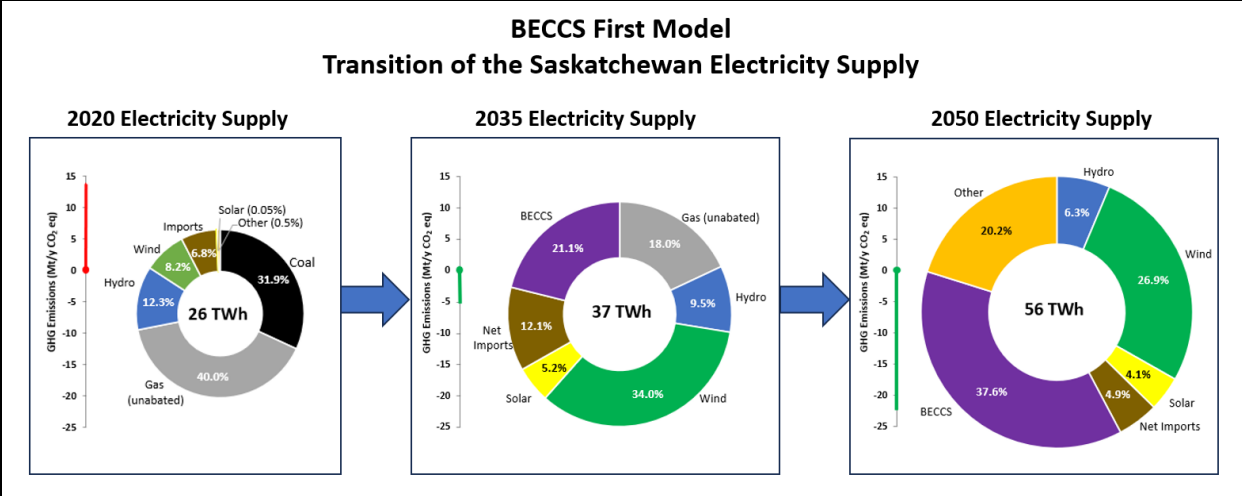 BECCS First Model
Transition of the Saskatchewan Electricity Supply
2020 Electricity Supply
GHG Emissions (Mt/y CO₂ eq)
15
10
5
0
-5
-10
-15
-20
-25
Solar (0.05%)
Other (0.5%)
Imports
6.8%
Wind
8.2%
Coal
31.9%
Hydro
12.3%
26 TWh
40.0%
Gas
(unabated)
2035 Electricity Supply
GHG Emissions (Mt/y CO₂ eq)
15
10
5
0
-5
-10
-15
-20
-25
BECCS
21.1%
Gas (unabated)
18.0%
Hydro
9.5%
37 TWh
Net
Imports
12.1%
5.2%
Solar
34.0%
Wind
2050 Electricity Supply
GHG Emissions (Mt/y CO₂ eq)
15
10
5
0
-5
-10
-15
-20
-25
Hydro
6.3%
Other
20.2%
Wind
26.9%
56 TWh
4.1%
Solar
4.9%
Net Imports
37.6%
BECCS